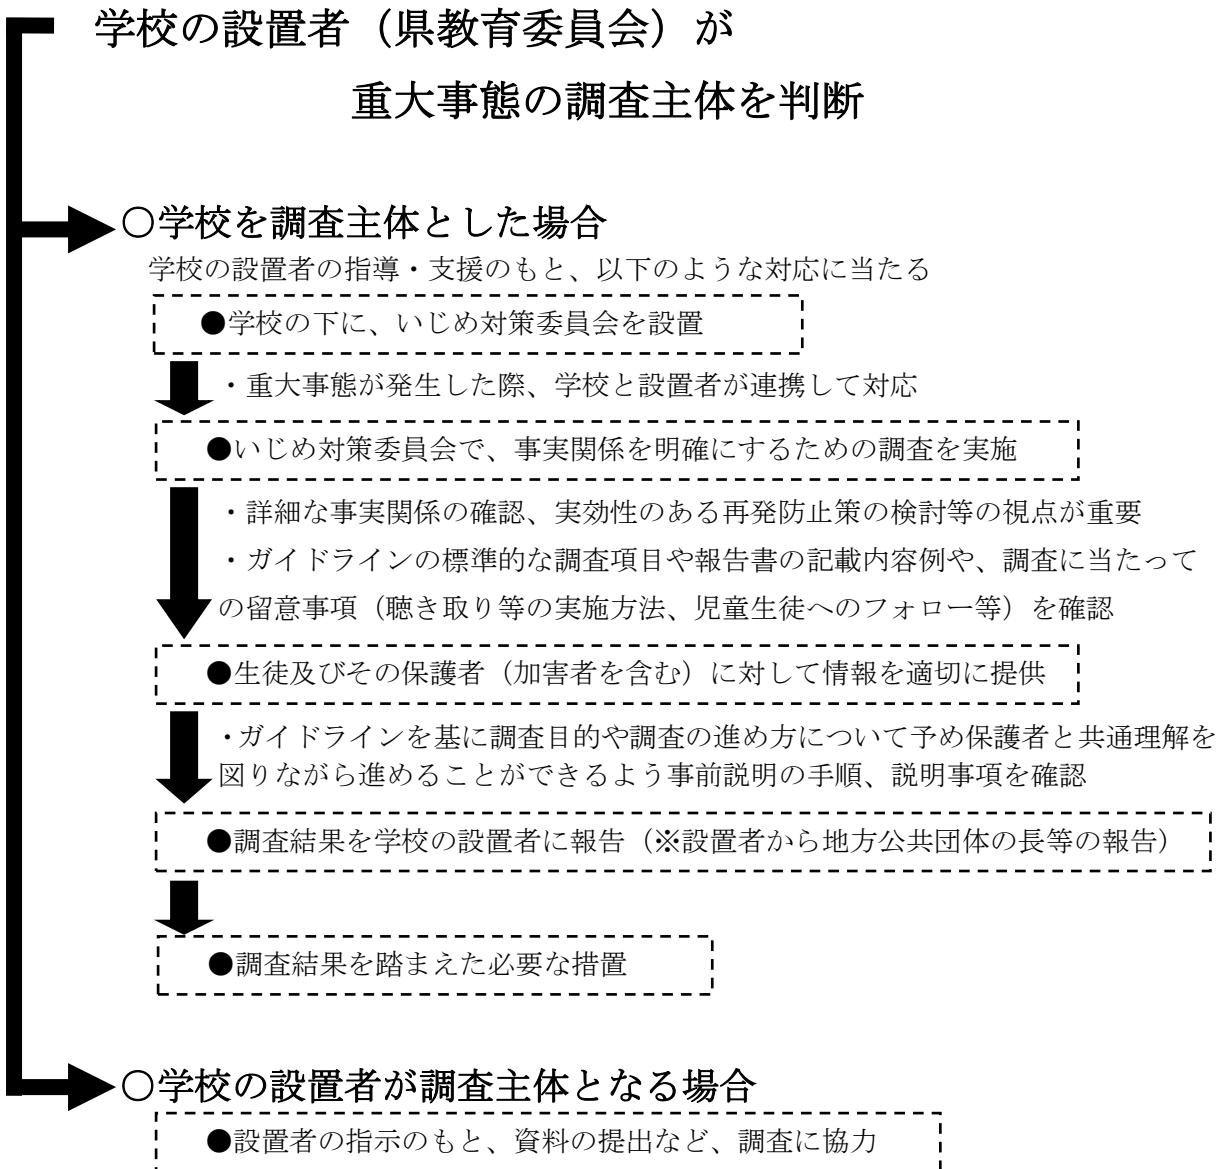 学校の設置者（県教育委員会）が
重大事態の調査主体を判断
○学校を調査主体とした場合
学校の設置者の指導・支援のもと、以下のような対応に当たる
●学校の下に、いじめ対策委員会を設置
・重大事態が発生した際、学校と設置者が連携して対応
●いじめ対策委員会で、事実関係を明確にするための調査を実施
・詳細な事実関係の確認、実効性のある再発防止策の検討等の視点が重要
・ガイドラインの標準的な調査項目や報告書の記載内容例や、調査に当たって
の留意事項（聴き取り等の実施方法、児童生徒へのフォロー等）を確認
●生徒及びその保護者（加害者を含む）に対して情報を適切に提供
・ガイドラインを基に調査目的や調査の進め方について予め保護者と共通理解を
図りながら進めることができるよう事前説明の手順、説明事項を確認
●調査結果を学校の設置者に報告（※設置者から地方公共団体の長等の報告）
●調査結果を踏まえた必要な措置
○学校の設置者が調査主体となる場合
●設置者の指示のもと、資料の提出など、調査に協力